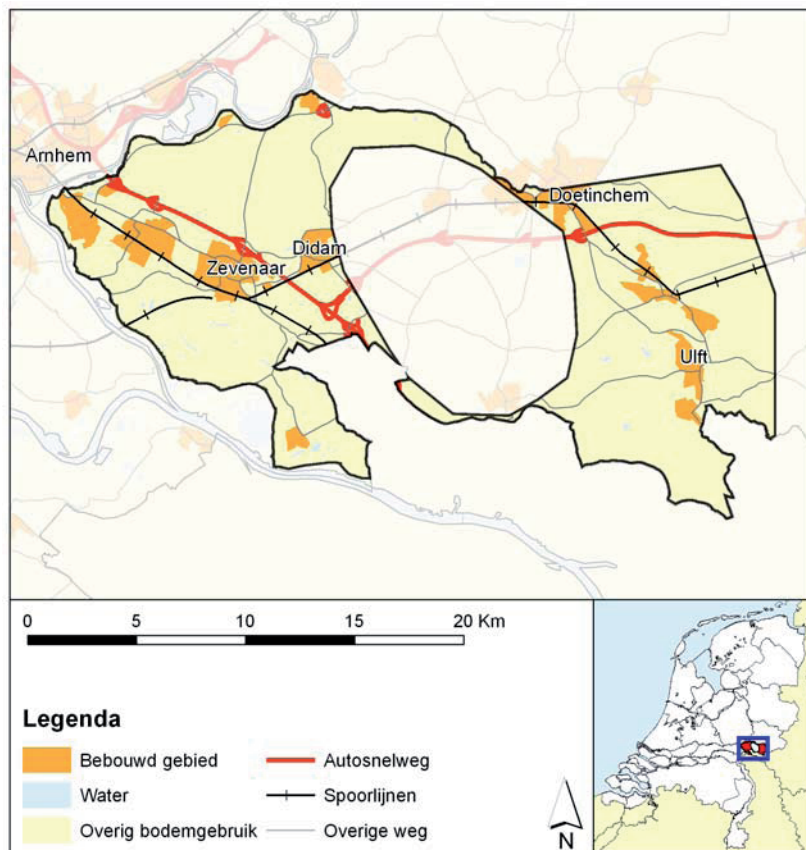 Arnhem
Doetinchem
Didam
Zevenaar
Ulft
0 5 10 15 20 Km
Legenda
Bebouwd gebied
Autosnelweg
Water
Spoorlijnen
Overig bodemgebruik
Overige weg
N